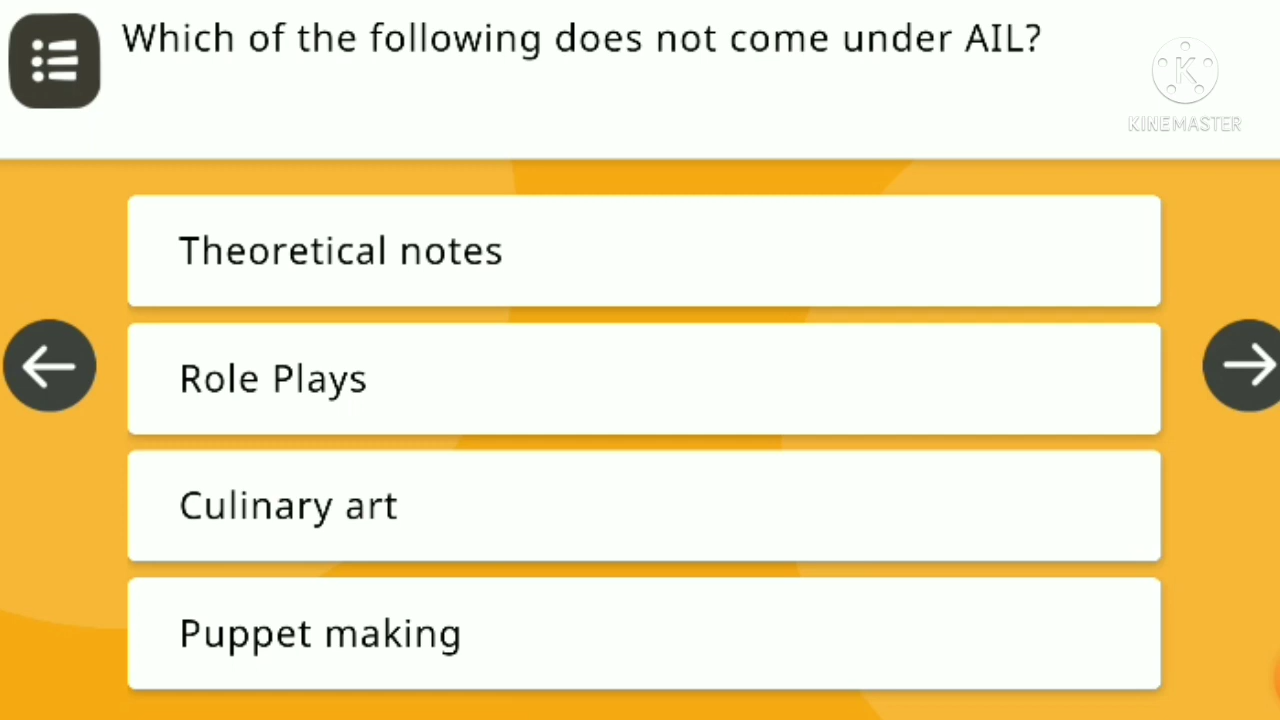 Which of the following does not come under AIL?
K
KINEMASTER
Theoretical notes
Role Plays
Culinary art
Puppet making